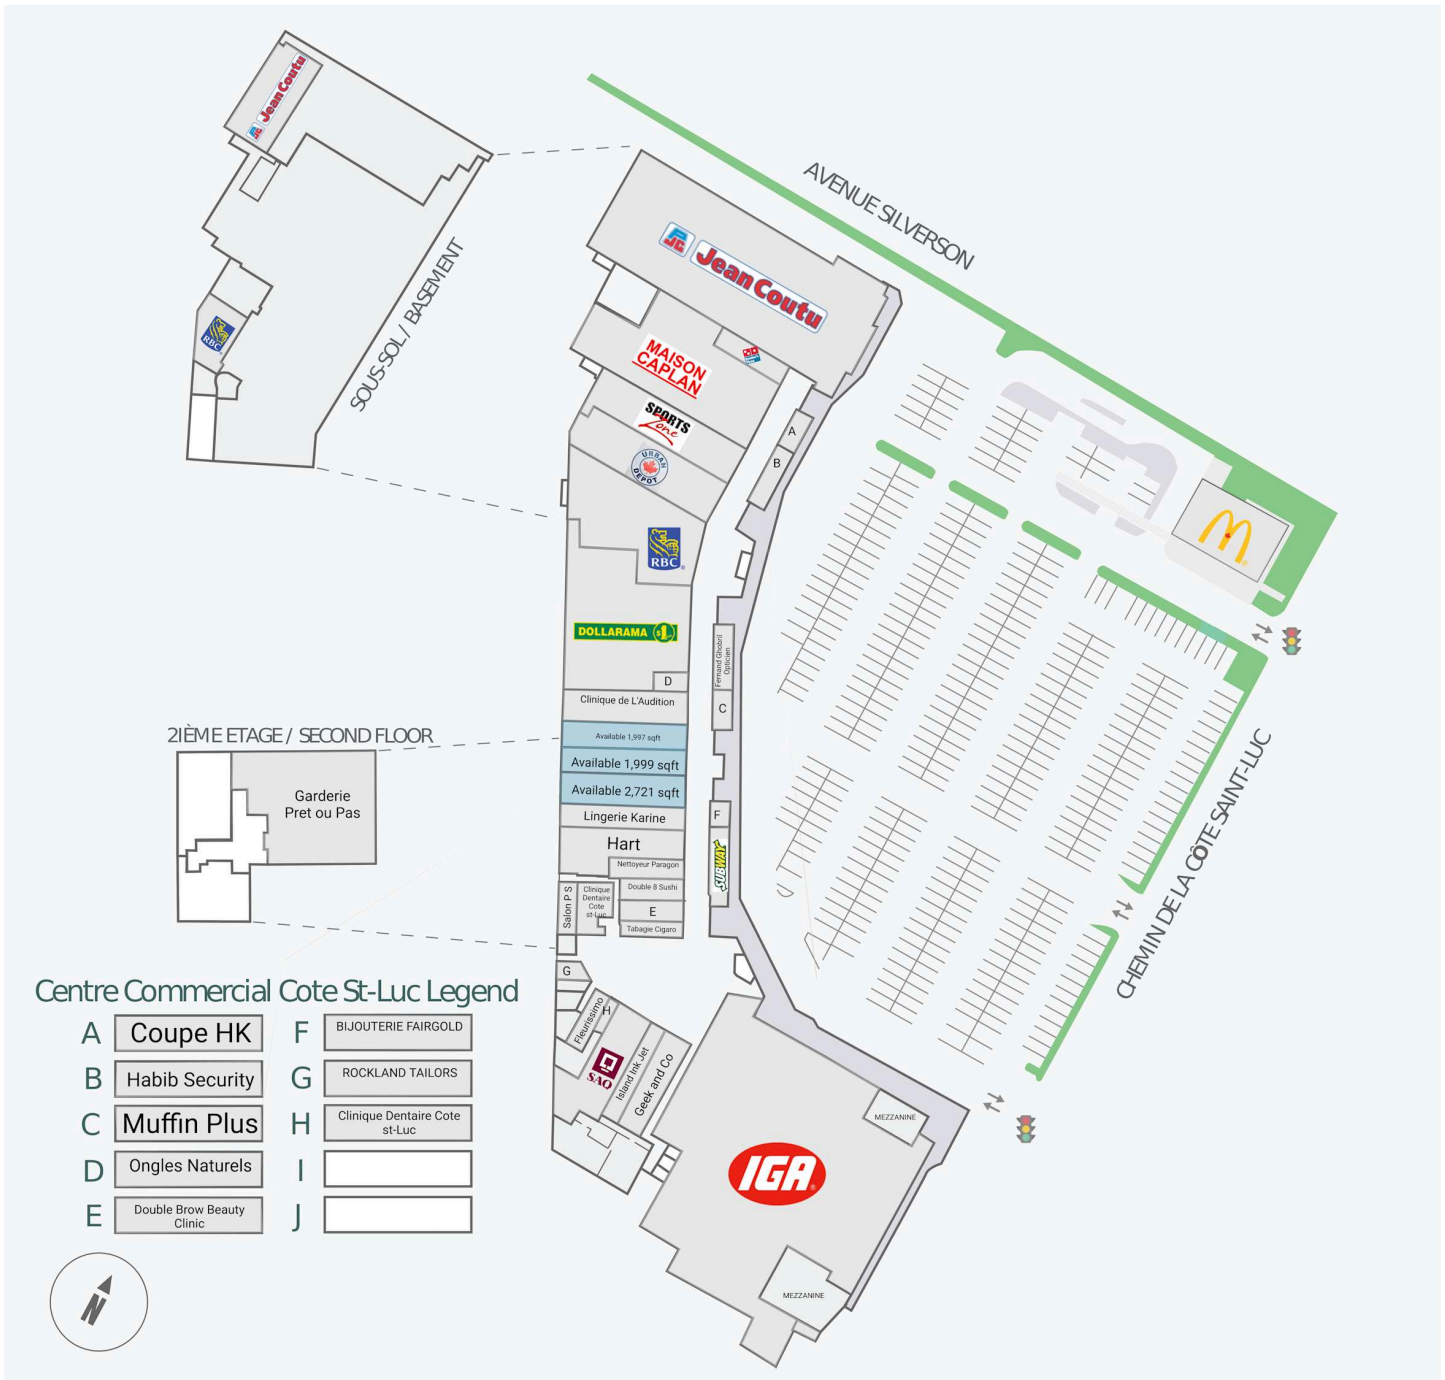 Jean Coutu
RBC
SOUS-SOL / BASEMENT
AVENUE SILVERSON
PJC
Jean Coutu
MAISON
CAPLAN
SPORTS
Zone
URBAN
DEPOT
A
B
RBC
DOLLARAMA $1
D
Fernand Ghobril
Opticien
C
Clinique de L'Audition
Available 1,997 sqft
Available 1,999 sqft
Available 2,721 sqft
Lingerie Karine
Hart
Nettoyeur Paragon
Double 8 Sushi
E
Tabagie Cigaro
Salon P S
Clinique
Dentaire
Cote
st-Luc
F
SUBWAY
2IÈME ETAGE / SECOND FLOOR
Garderie
Pret ou Pas
CHEMIN DE LA CÔTE SAINT-LUC
G
Fleurissimo
H
SAQ
Island Ink Jet
Geek and Co
MEZZANINE
IGA
MEZZANINE
Centre Commercial Cote St-Luc Legend
A Coupe HK
B Habib Security
C Muffin Plus
D Ongles Naturels
E Double Brow Beauty
Clinic
F BIJOUTERIE FAIRGOLD
G ROCKLAND TAILORS
H Clinique Dentaire Cote
st-Luc
I
J
N